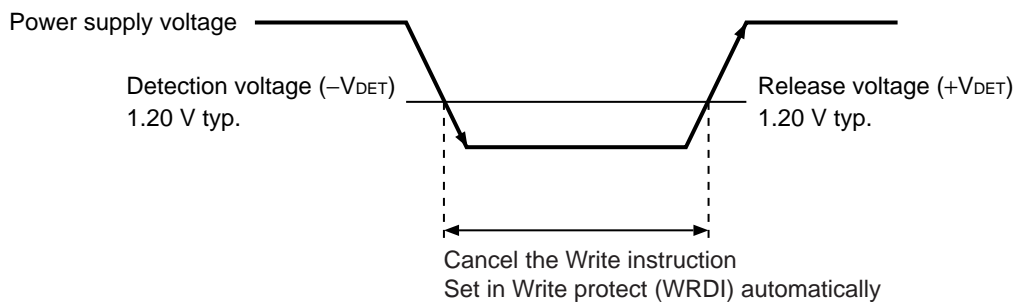 Power supply voltage
Detection voltage (−VDET)
1.20 V typ.
Release voltage (+VDET)
1.20 V typ.
Cancel the Write instruction
Set in Write protect (WRDI) automatically